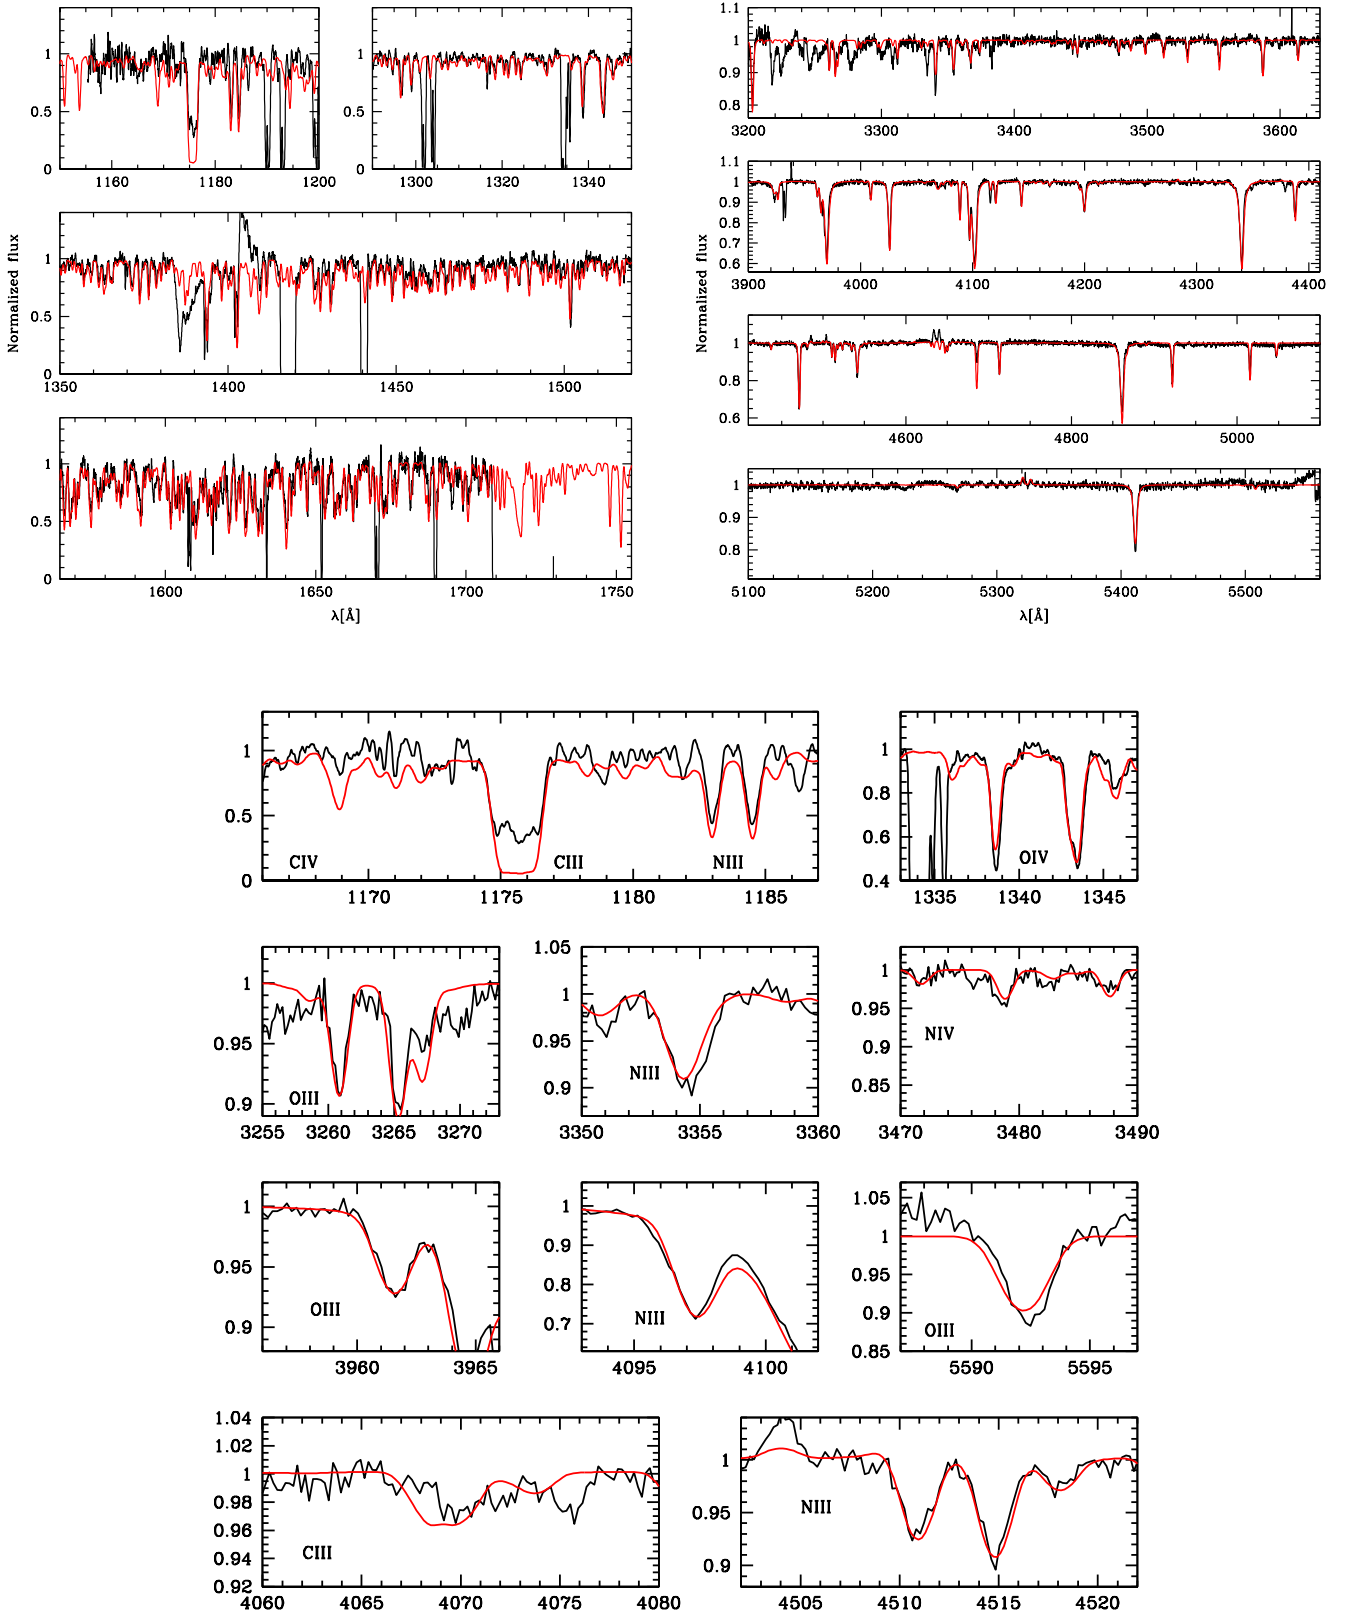 1
0.5
0
1160 1180 1200
1300 1320 1340
1
0.5
0
1350 1400 1450 1500
1
0.5
0
1600 1650 1700 1750
Normalized flux
λ[Å]
1.1
1
0.9
0.8
3200 3300 3400 3500 3600
1.1
1
0.9
0.8
0.7
0.6
3900 4000 4100 4200 4300 4400
1
0.8
0.6
4600 4800 5000
1
0.9
0.8
5100 5200 5300 5400 5500
Normalized flux
λ[Å]
1
0.5
0
CIV CIII NIII
1170 1175 1180 1185
1
0.8
0.6
0.4
OIV
1335 1340 1345
1
0.95
0.9
OIII
3255 3260 3265 3270
1.05
1
0.95
0.9
NIII
3350 3355 3360
1
0.95
0.9
0.85
NIV
3470 3480 3490
1
0.95
0.9
OIII
3960 3965
1
0.9
0.8
0.7
NIII
4095 4100
1.05
1
0.95
0.9
0.85
OIII
5590 5595
1.04
1.02
1
0.98
0.96
0.94
0.92
CIII
4060 4065 4070 4075 4080
1
0.95
0.9
NIII
4505 4510 4515 4520